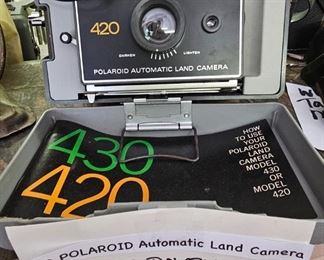 420
DARKEN LIGHTEN
POLAROID AUTOMATIC LAND CAMERA
430
420
HOW
TO USE
YOUR
POLAROID
LAND
CAMERA
MODEL
430
OR
MODEL
420
POLAROID Automatic Land Camera